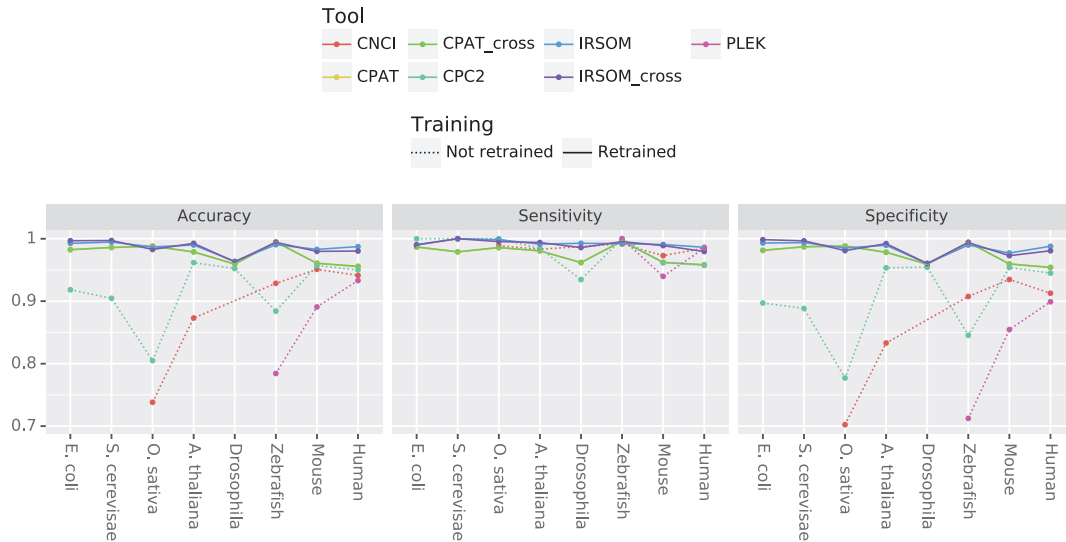 Tool
CNCI CPAT_cross IRSOM PLEK
CPAT CPC2 IRSOM_cross
Training
Not retrained Retrained
Accuracy Sensitivity Specificity
1
0.9
0.8
0.7
E. coli S. cerevisae O. sativa A. thaliana Drosophila Zebrafish Mouse Human
E. coli S. cerevisae O. sativa A. thaliana Drosophila Zebrafish Mouse Human
E. coli S. cerevisae O. sativa A. thaliana Drosophila Zebrafish Mouse Human